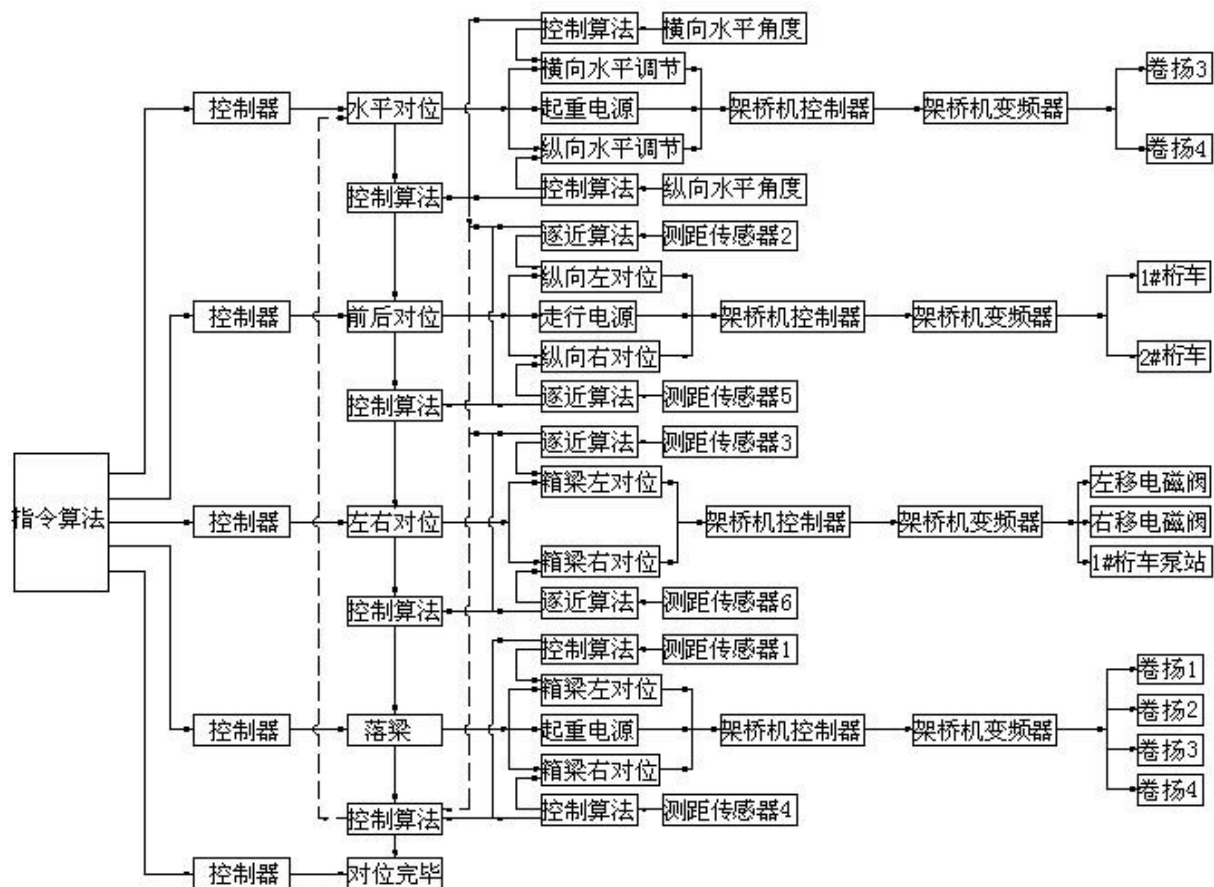 控制算法
横向水平角度
横向水平调节
卷扬3
控制器
水平对位
起重电源
架桥机控制器
架桥机变频器
纵向水平调节
卷扬4
控制算法
控制算法
纵向水平角度
逐近算法
测距传感器2
纵向左对位
1#桁车
控制器
前后对位
走行电源
架桥机控制器
架桥机变频器
纵向右对位
2#桁车
控制算法
逐近算法
测距传感器5
逐近算法
测距传感器3
箱梁左对位
左移电磁阀
指令算法
控制器
左右对位
架桥机控制器
架桥机变频器
右移电磁阀
箱梁右对位
1#桁车泵站
控制算法
逐近算法
测距传感器6
控制算法
测距传感器1
卷扬1
箱梁左对位
卷扬2
控制器
落梁
起重电源
架桥机控制器
架桥机变频器
卷扬3
箱梁右对位
卷扬4
控制算法
控制算法
测距传感器4
控制器
对位完毕